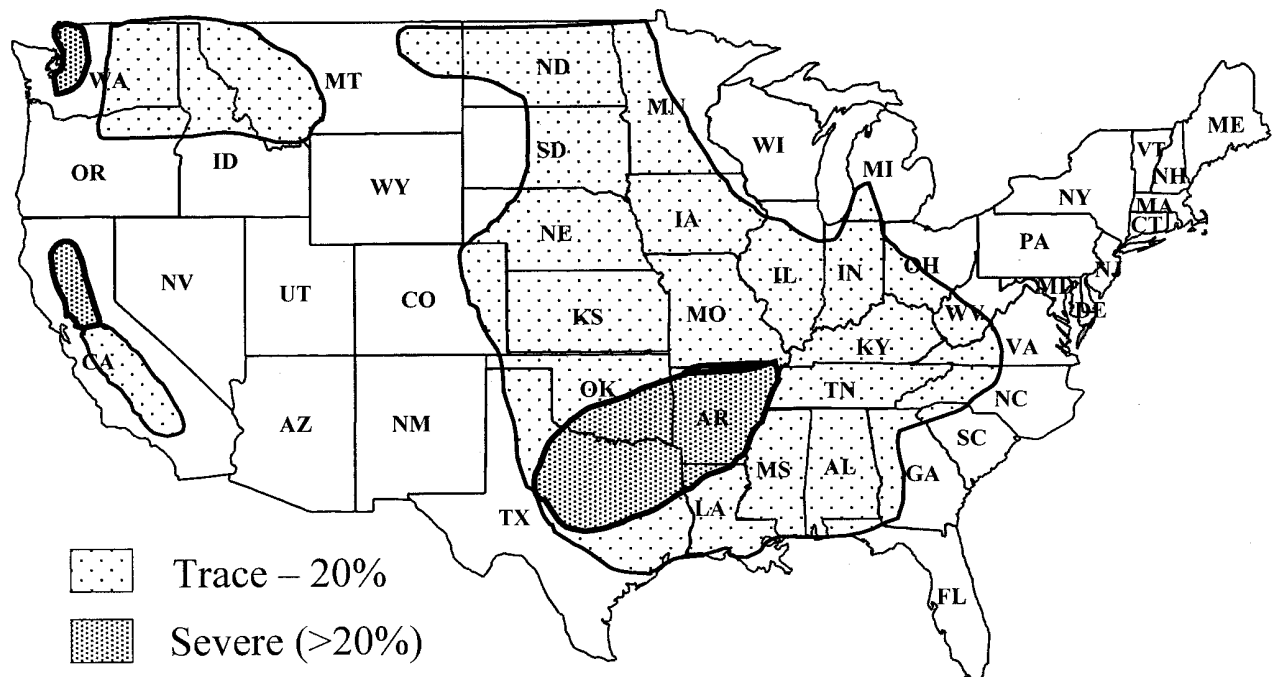 WA
MT
ND
MN
OR
ID
WY
SD
WI
MI
VT
ME
NH
NY
MA
CT
NV
UT
CO
NE
IA
IL
IN
OH
PA
NJ
MD
DE
CA
KS
MO
WV
KY
VA
AZ
NM
OK
AR
TN
NC
SC
TX
LA
MS
AL
GA
FL
Trace – 20%
Severe (>20%)